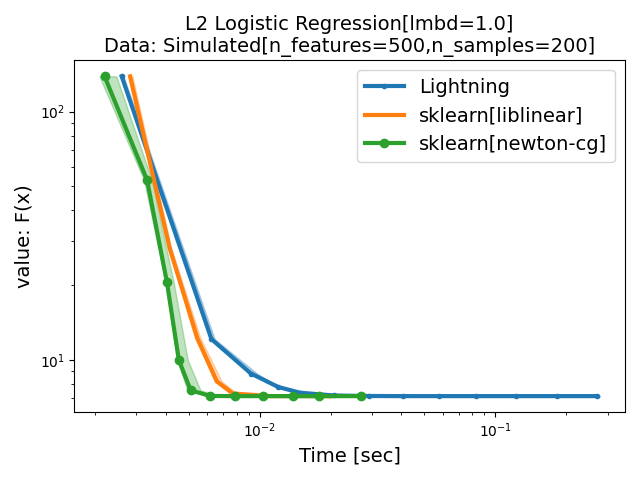 L2 Logistic Regression[lmbd=1.0]
Data: Simulated[n_features=500,n_samples=200]
Lightning
sklearn[liblinear]
sklearn[newton-cg]
value: F(x)
10²
10¹
10⁻²
10⁻¹
Time [sec]